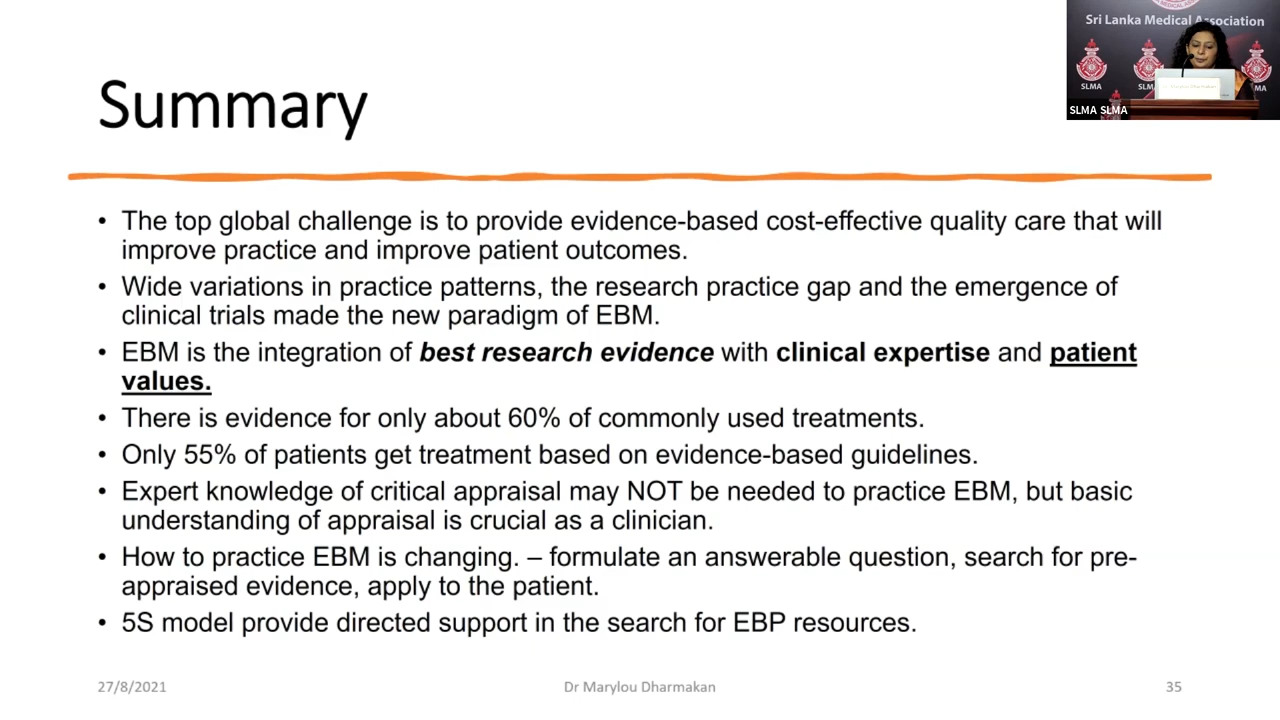 Sri Lanka Medical Association
SLMA
SLMA SLMA
Summary
• The top global challenge is to provide evidence-based cost-effective quality care that will
improve practice and improve patient outcomes.
• Wide variations in practice patterns, the research practice gap and the emergence of
clinical trials made the new paradigm of EBM.
• EBM is the integration of best research evidence with clinical expertise and patient
values.
• There is evidence for only about 60% of commonly used treatments.
• Only 55% of patients get treatment based on evidence-based guidelines.
• Expert knowledge of critical appraisal may NOT be needed to practice EBM, but basic
understanding of appraisal is crucial as a clinician.
• How to practice EBM is changing. – formulate an answerable question, search for pre-
appraised evidence, apply to the patient.
• 5S model provide directed support in the search for EBP resources.
27/8/2021
Dr Marylou Dharmakan
35